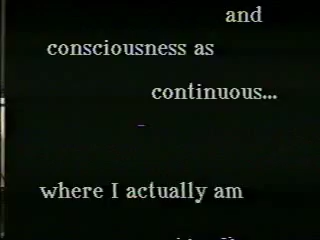 and
consciousness as
continuous...
where I actually am